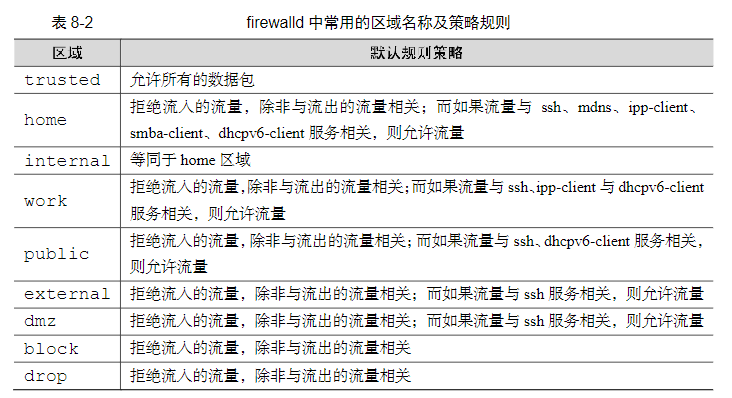 表 8-2 firewalld 中常用的区域名称及策略规则
区域 默认规则策略
trusted 允许所有的数据包
home 拒绝流入的流量，除非与流出的流量相关；而如果流量与 ssh、mdns、ipp-client、
smba-client、dhcpv6-client 服务相关，则允许流量
internal 等同于 home 区域
work 拒绝流入的流量，除非与流出的流量相关；而如果流量与 ssh、ipp-client 与 dhcpv6-client
服务相关，则允许流量
public 拒绝流入的流量，除非与流出的流量相关；而如果流量与 ssh、dhcpv6-client 服务相关，
则允许流量
external 拒绝流入的流量，除非与流出的流量相关；而如果流量与 ssh 服务相关，则允许流量
dmz 拒绝流入的流量，除非与流出的流量相关；而如果流量与 ssh 服务相关，则允许流量
block 拒绝流入的流量，除非与流出的流量相关
drop 拒绝流入的流量，除非与流出的流量相关